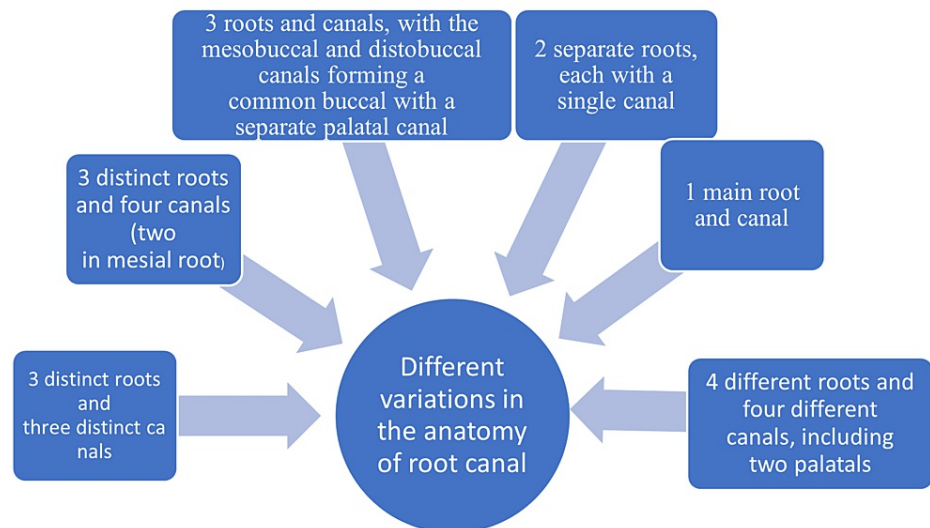 3 roots and canals, with the
mesobuccal and distobuccal
canals forming a
common buccal with a
separate palatal canal
2 separate roots,
each with a
single canal
3 distinct roots
and four canals
(two
in mesial root)
1 main root
and canal
3 distinct roots
and
three distinct ca
nals
Different
variations in
the anatomy
of root canal
4 different roots and
four different
canals, including
two palatals